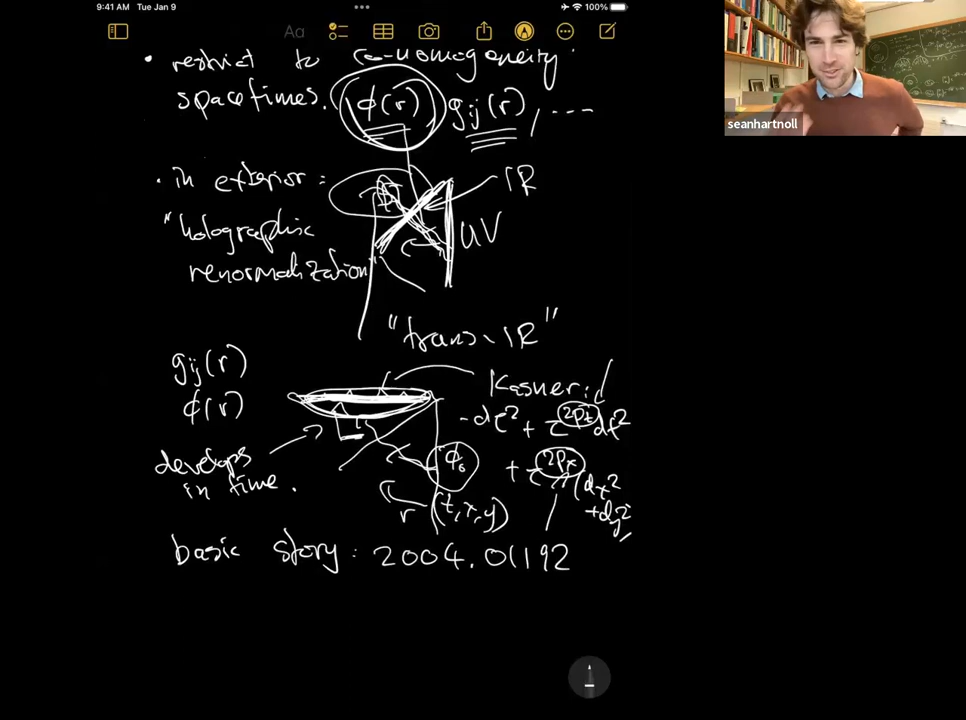 9:41 AM Tue Jan 9
100%
Aa
seanhartnoll
• restrict to co-homogeneity
spacetimes. ϕ(r) gij(r), ...
• in exterior :
IR
"holographic
renormalization"
UV
"trans-IR"
gij(r)
ϕ(r)
Kasner
-dτ² + τ^2pt dt²
develops
in time.
ϕ₀
+ τ^2px (dx²
+dy²
r (t,x,y)
basic story : 2004.01192